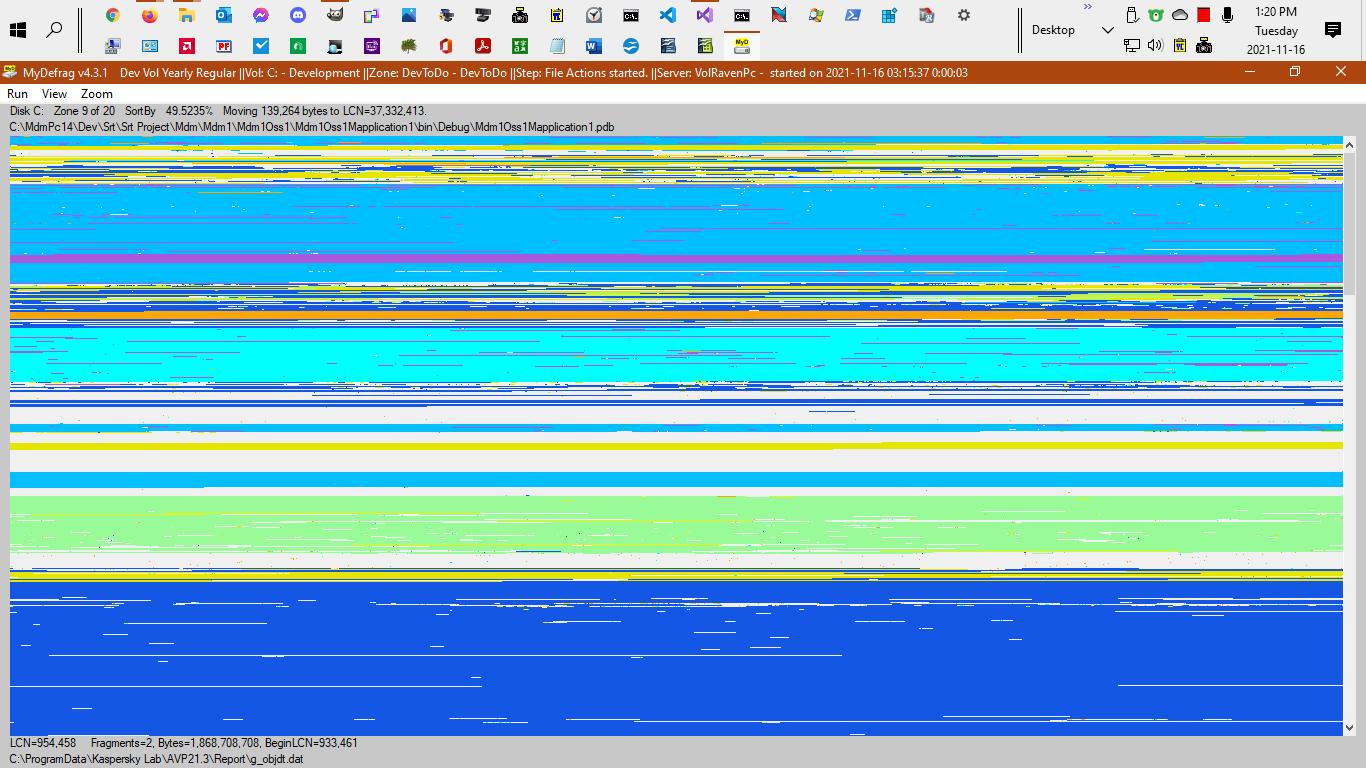 1:20 PM
Desktop
Tuesday
2021-11-16
MyDefrag v4.3.1 Dev Vol Yearly Regular ||Vol: C: - Development ||Zone: DevToDo - DevToDo ||Step: File Actions started. ||Server: VolRavenPc - started on 2021-11-16 03:15:37 0:00:03
Run View Zoom
Disk C: Zone 9 of 20 SortBy 49.5235% Moving 139,264 bytes to LCN=37,332,413.
C:\MdmPc14\Dev\Srt\Srt Project\Mdm\Mdm1\Mdm1Oss1\Mdm1Oss1Mapplication1\bin\Debug\Mdm1Oss1Mapplication1.pdb
LCN=954,458 Fragments=2, Bytes=1,868,708,708, BeginLCN=933,461
C:\ProgramData\Kaspersky Lab\AVP21.3\Report\g_objdt.dat